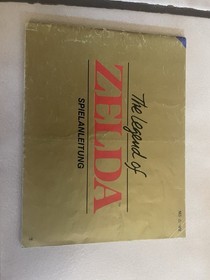 The Legend of
ZELDA
SPIELANLEITUNG